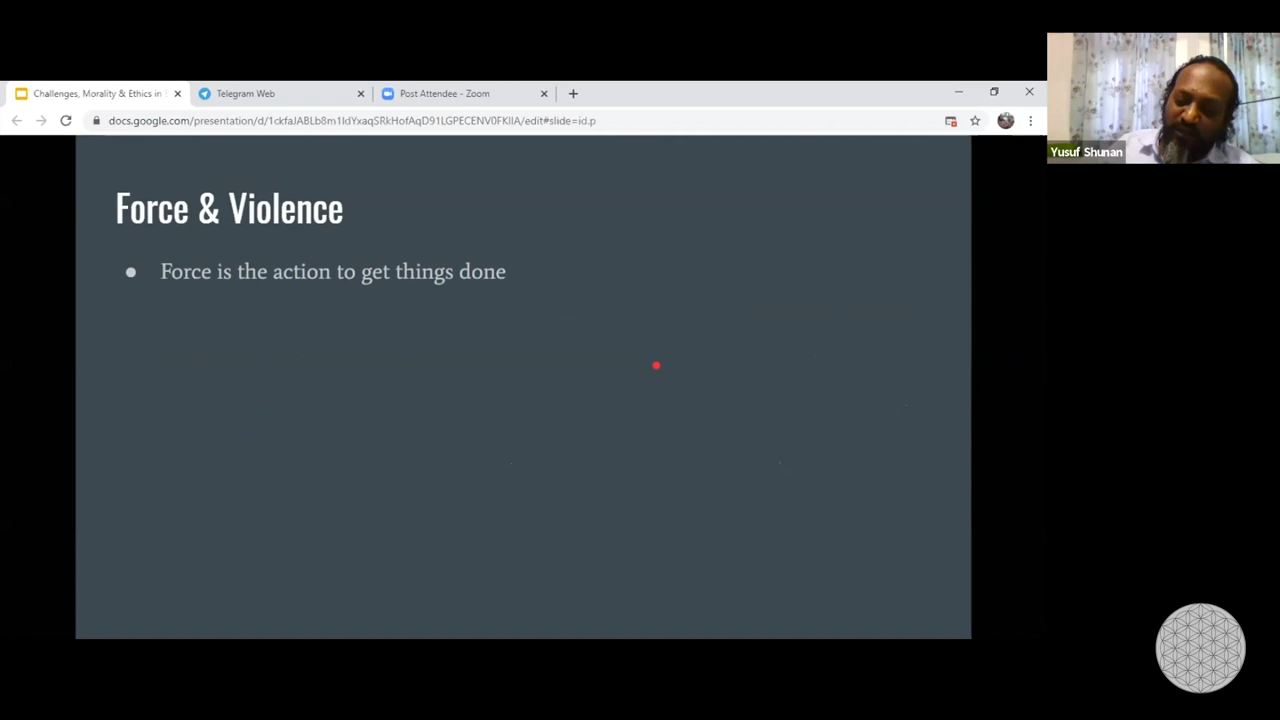 Challenges, Morality & Ethics in
Telegram Web
Post Attendee - Zoom
docs.google.com/presentation/d/1ckfaJABLb8m1IdYxaqSRkHofAqD91LGPECENV0FKIIA/edit#slide=id.p
Yusuf Shunan
Force & Violence
● Force is the action to get things done